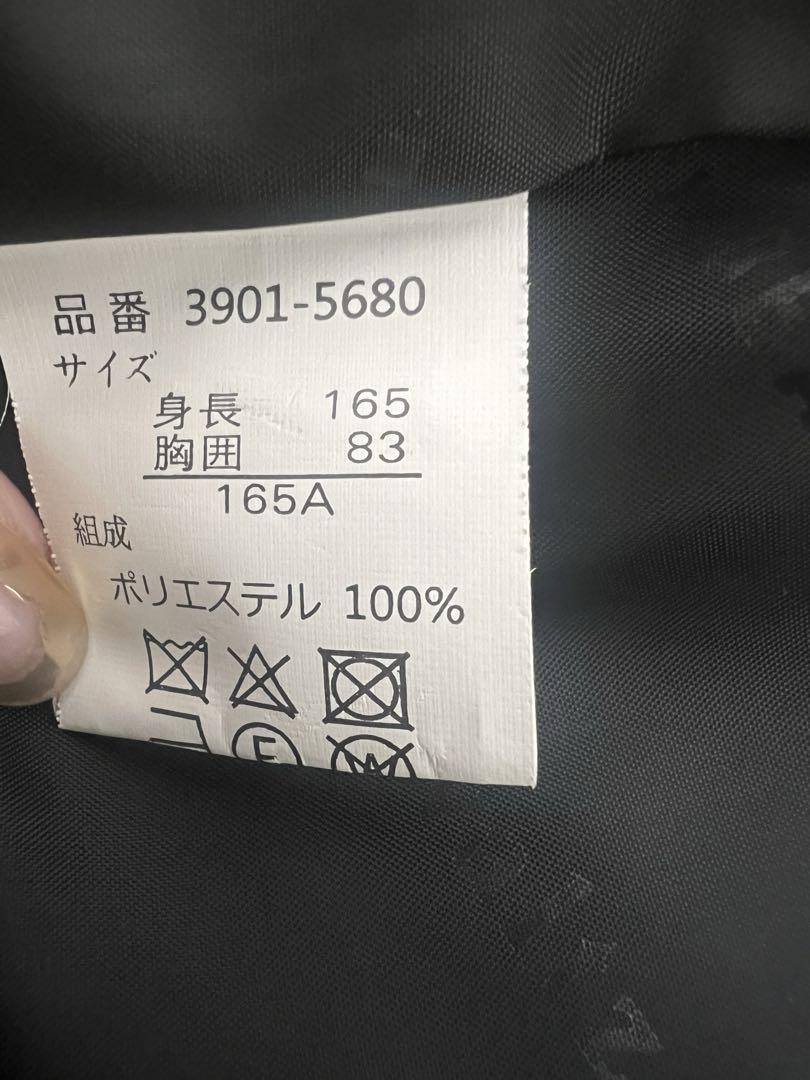 品番 3901-5680
サイズ
身長 165
胸囲 83
165A
組成
ポリエステル 100%
F
W